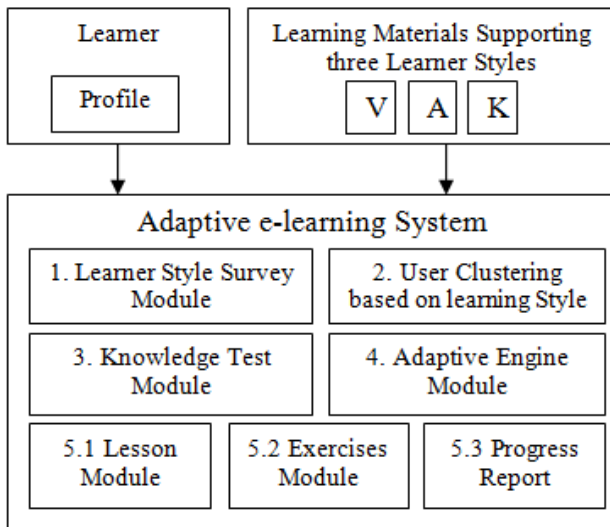 Learner
Profile
Learning Materials Supporting
three Learner Styles
V A K
Adaptive e-learning System
1. Learner Style Survey
Module
2. User Clustering
based on learning Style
3. Knowledge Test
Module
4. Adaptive Engine
Module
5.1 Lesson
Module
5.2 Exercises
Module
5.3 Progress
Report